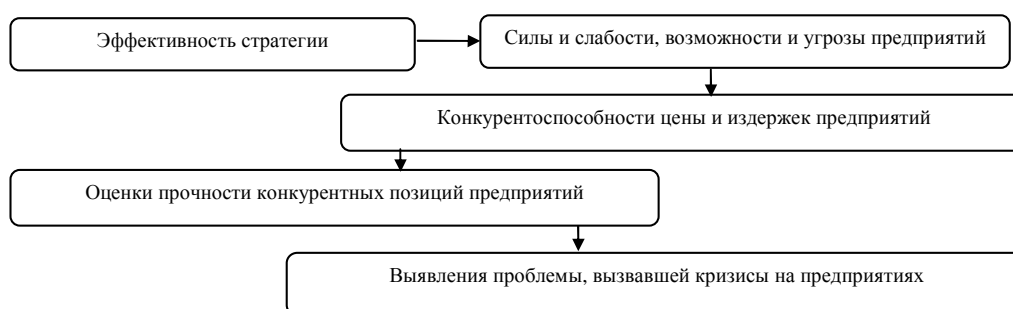 Эффективность стратегии
Силы и слабости, возможности и угрозы предприятий
Конкурентоспособности цены и издержек предприятий
Оценки прочности конкурентных позиций предприятий
Выявления проблемы, вызвавшей кризисы на предприятиях